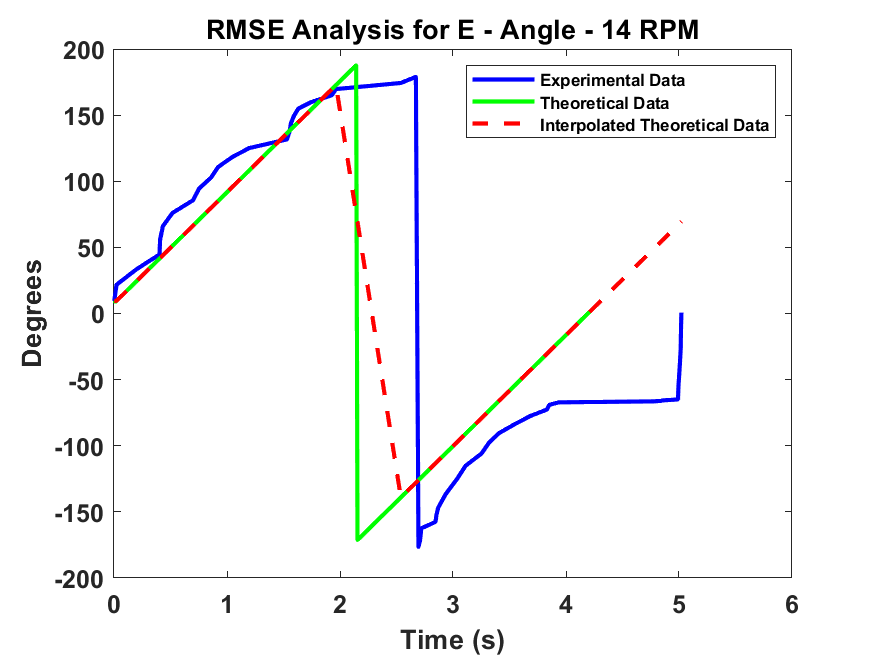 RMSE Analysis for E - Angle - 14 RPM
Experimental Data
Theoretical Data
Interpolated Theoretical Data
200
150
100
50
0
-50
-100
-150
-200
Degrees
0 1 2 3 4 5 6
Time (s)